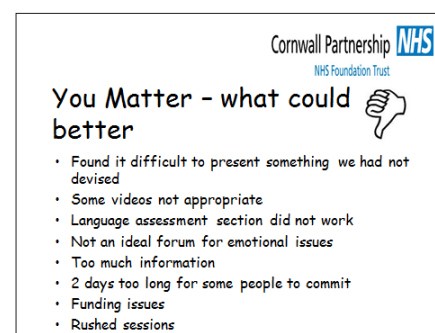 Cornwall Partnership NHS
NHS Foundation Trust
You Matter – what could
better
• Found it difficult to present something we had not
devised
• Some videos not appropriate
• Language assessment section did not work
• Not an ideal forum for emotional issues
• Too much information
• 2 days too long for some people to commit
• Funding issues
• Rushed sessions